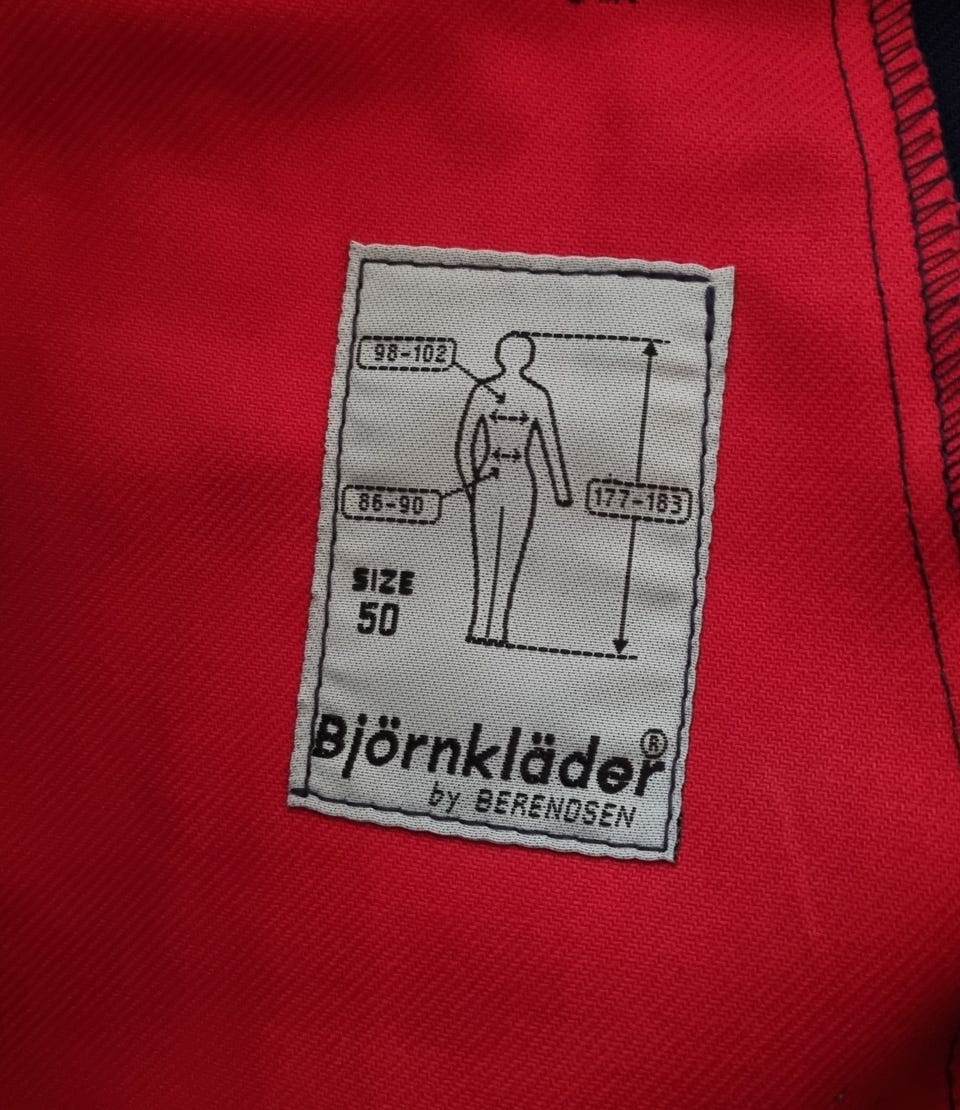 98-102
86-90
177-183
SIZE
50
Björnkläder®
by BERENDSEN